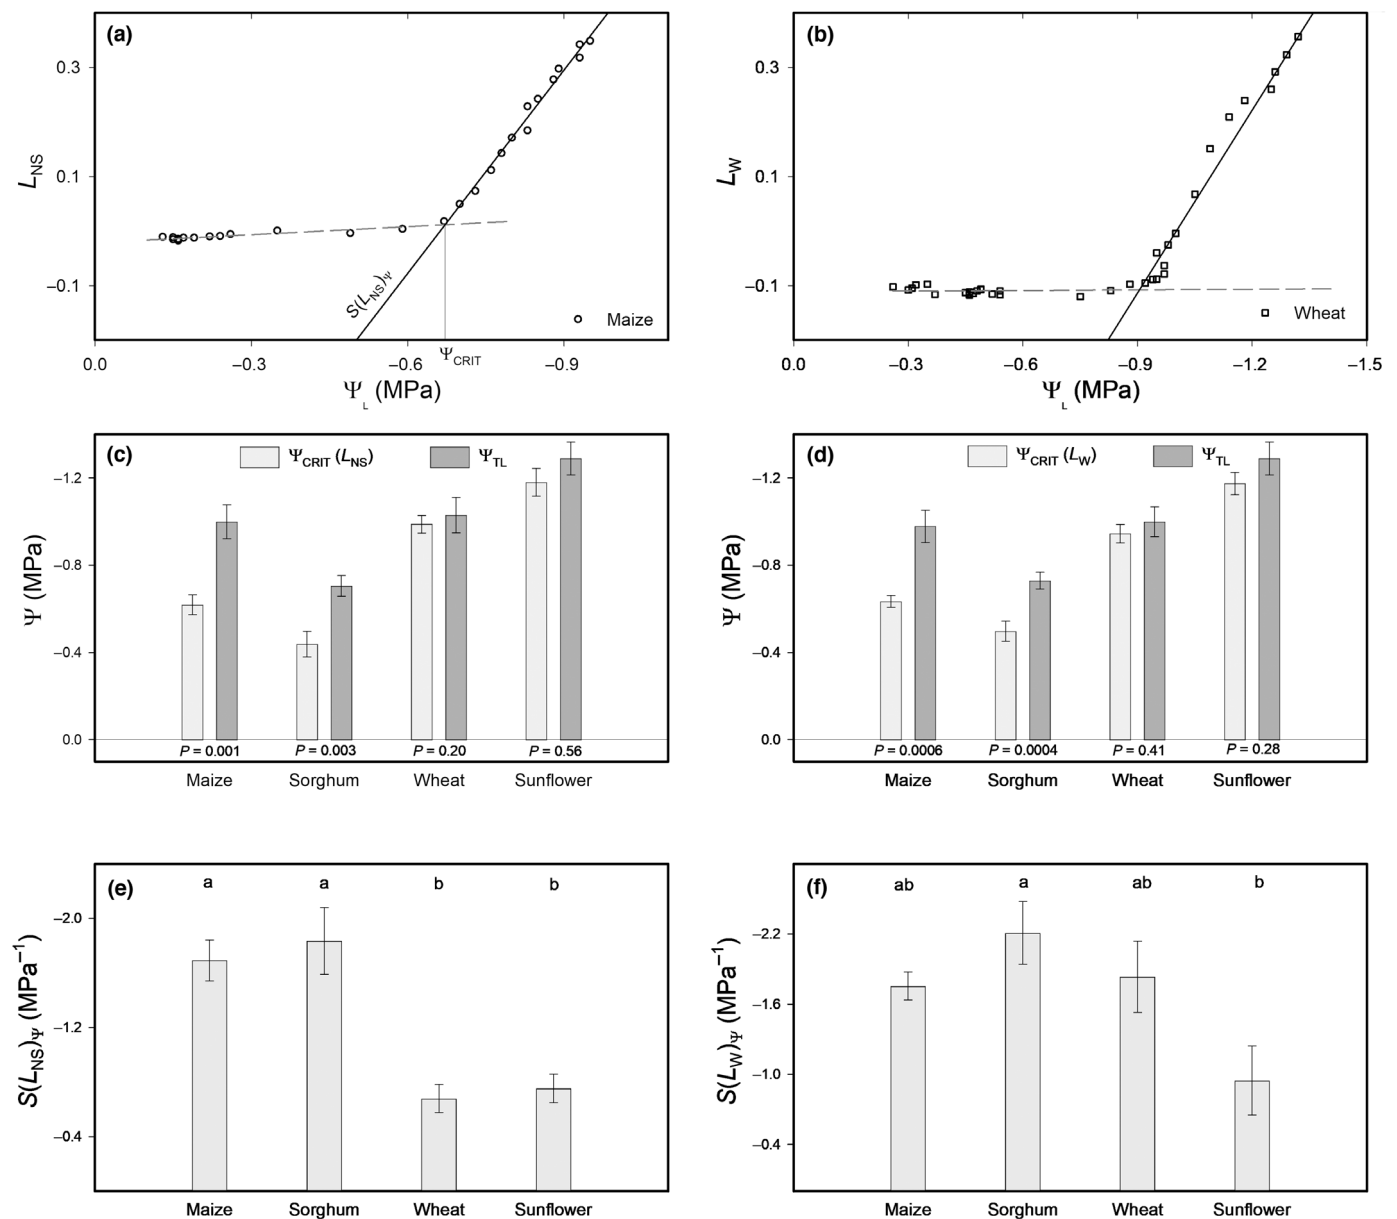 (a)
0.3
0.1
–0.1
L_NS
S(L_NS)_Ψ
Maize
Ψ_CRIT
0.0 –0.3 –0.6 –0.9
Ψ_L (MPa)
(b)
0.3
0.1
–0.1
L_W
Wheat
0.0 –0.3 –0.6 –0.9 –1.2 –1.5
Ψ_L (MPa)
(c)
Ψ_CRIT (L_NS) Ψ_TL
–1.2
–0.8
–0.4
0.0
Ψ (MPa)
P = 0.001 P = 0.003 P = 0.20 P = 0.56
Maize Sorghum Wheat Sunflower
(d)
Ψ_CRIT (L_W) Ψ_TL
–1.2
–0.8
–0.4
0.0
Ψ (MPa)
P = 0.0006 P = 0.0004 P = 0.41 P = 0.28
Maize Sorghum Wheat Sunflower
(e)
a a b b
–2.0
–1.2
–0.4
S(L_NS)_Ψ (MPa⁻¹)
Maize Sorghum Wheat Sunflower
(f)
ab a ab b
–2.2
–1.6
–1.0
–0.4
S(L_W)_Ψ (MPa⁻¹)
Maize Sorghum Wheat Sunflower